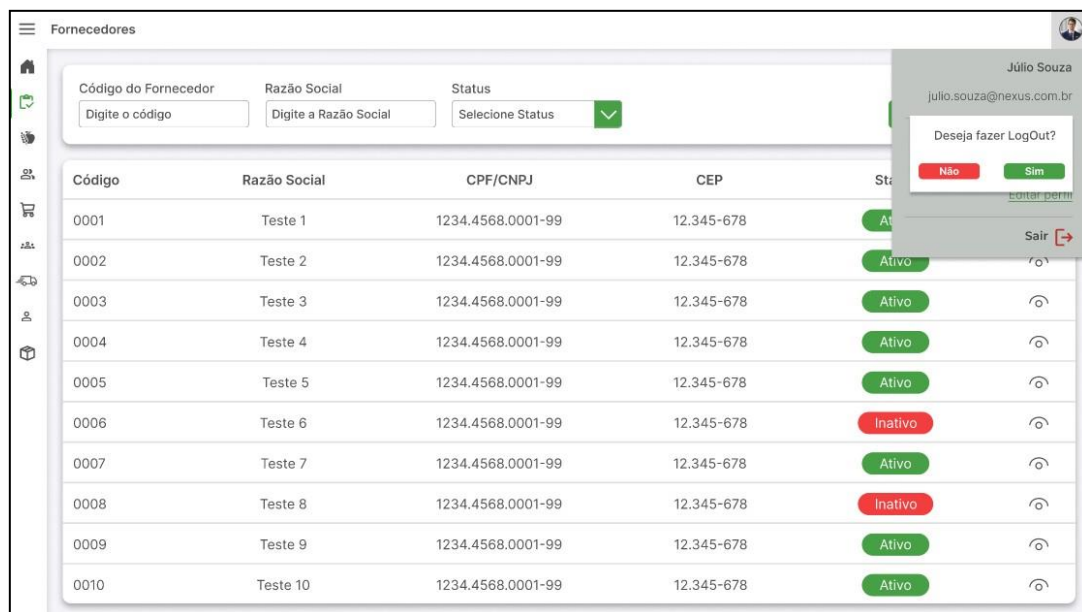 Fornecedores
Júlio Souza
julio.souza@nexus.com.br
Código do Fornecedor Razão Social Status
Digite o código Digite a Razão Social Selecione Status
Deseja fazer LogOut?
Não Sim
Editar perfil
Sair
Código Razão Social CPF/CNPJ CEP
0001 Teste 1 1234.4568.0001-99 12.345-678
0002 Teste 2 1234.4568.0001-99 12.345-678 Ativo
0003 Teste 3 1234.4568.0001-99 12.345-678 Ativo
0004 Teste 4 1234.4568.0001-99 12.345-678 Ativo
0005 Teste 5 1234.4568.0001-99 12.345-678 Ativo
0006 Teste 6 1234.4568.0001-99 12.345-678 Inativo
0007 Teste 7 1234.4568.0001-99 12.345-678 Ativo
0008 Teste 8 1234.4568.0001-99 12.345-678 Inativo
0009 Teste 9 1234.4568.0001-99 12.345-678 Ativo
0010 Teste 10 1234.4568.0001-99 12.345-678 Ativo